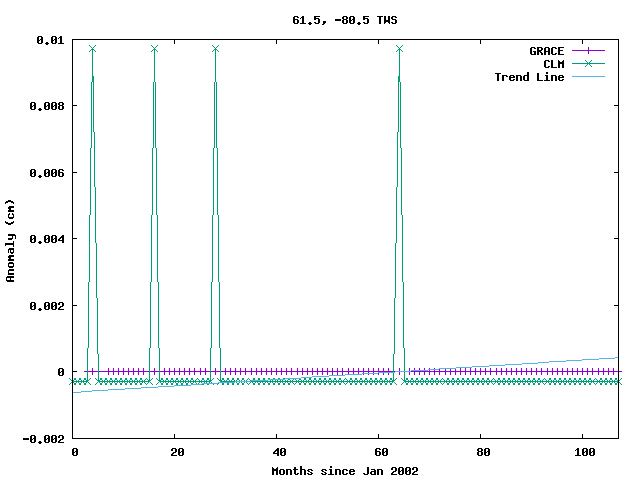 61.5, -80.5 TWS
0.01
GRACE
CLM
Trend Line
0.008
0.006
0.004
0.002
0
-0.002
Anomaly (cm)
0 20 40 60 80 100
Months since Jan 2002